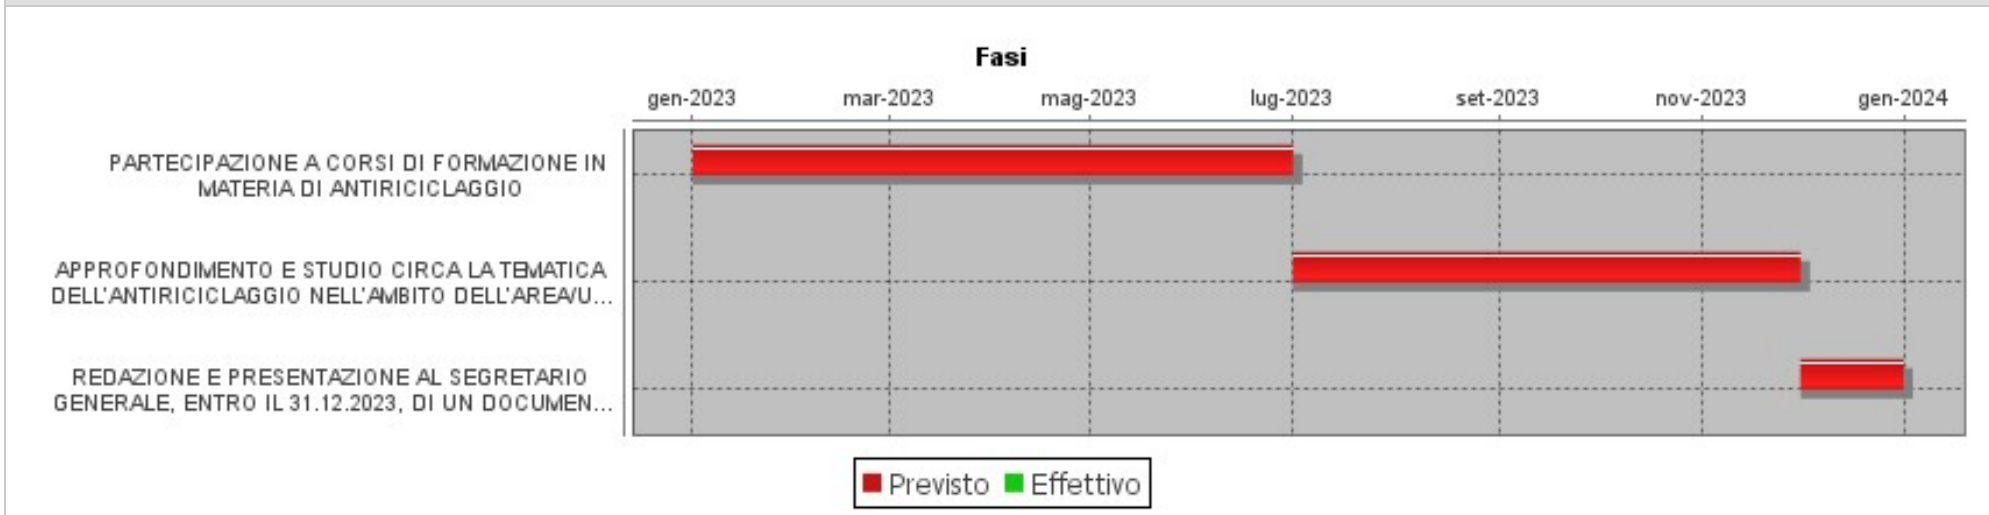 Fasi
gen-2023 mar-2023 mag-2023 lug-2023 set-2023 nov-2023 gen-2024
PARTECIPAZIONE A CORSI DI FORMAZIONE IN
MATERIA DI ANTIRICICLAGGIO
APPROFONDIMENTO E STUDIO CIRCA LA TEMATICA
DELL'ANTIRICICLAGGIO NELL'AMBITO DELL'AREA/U...
REDAZIONE E PRESENTAZIONE AL SEGRETARIO
GENERALE, ENTRO IL 31.12.2023, DI UN DOCUMEN...
Previsto Effettivo